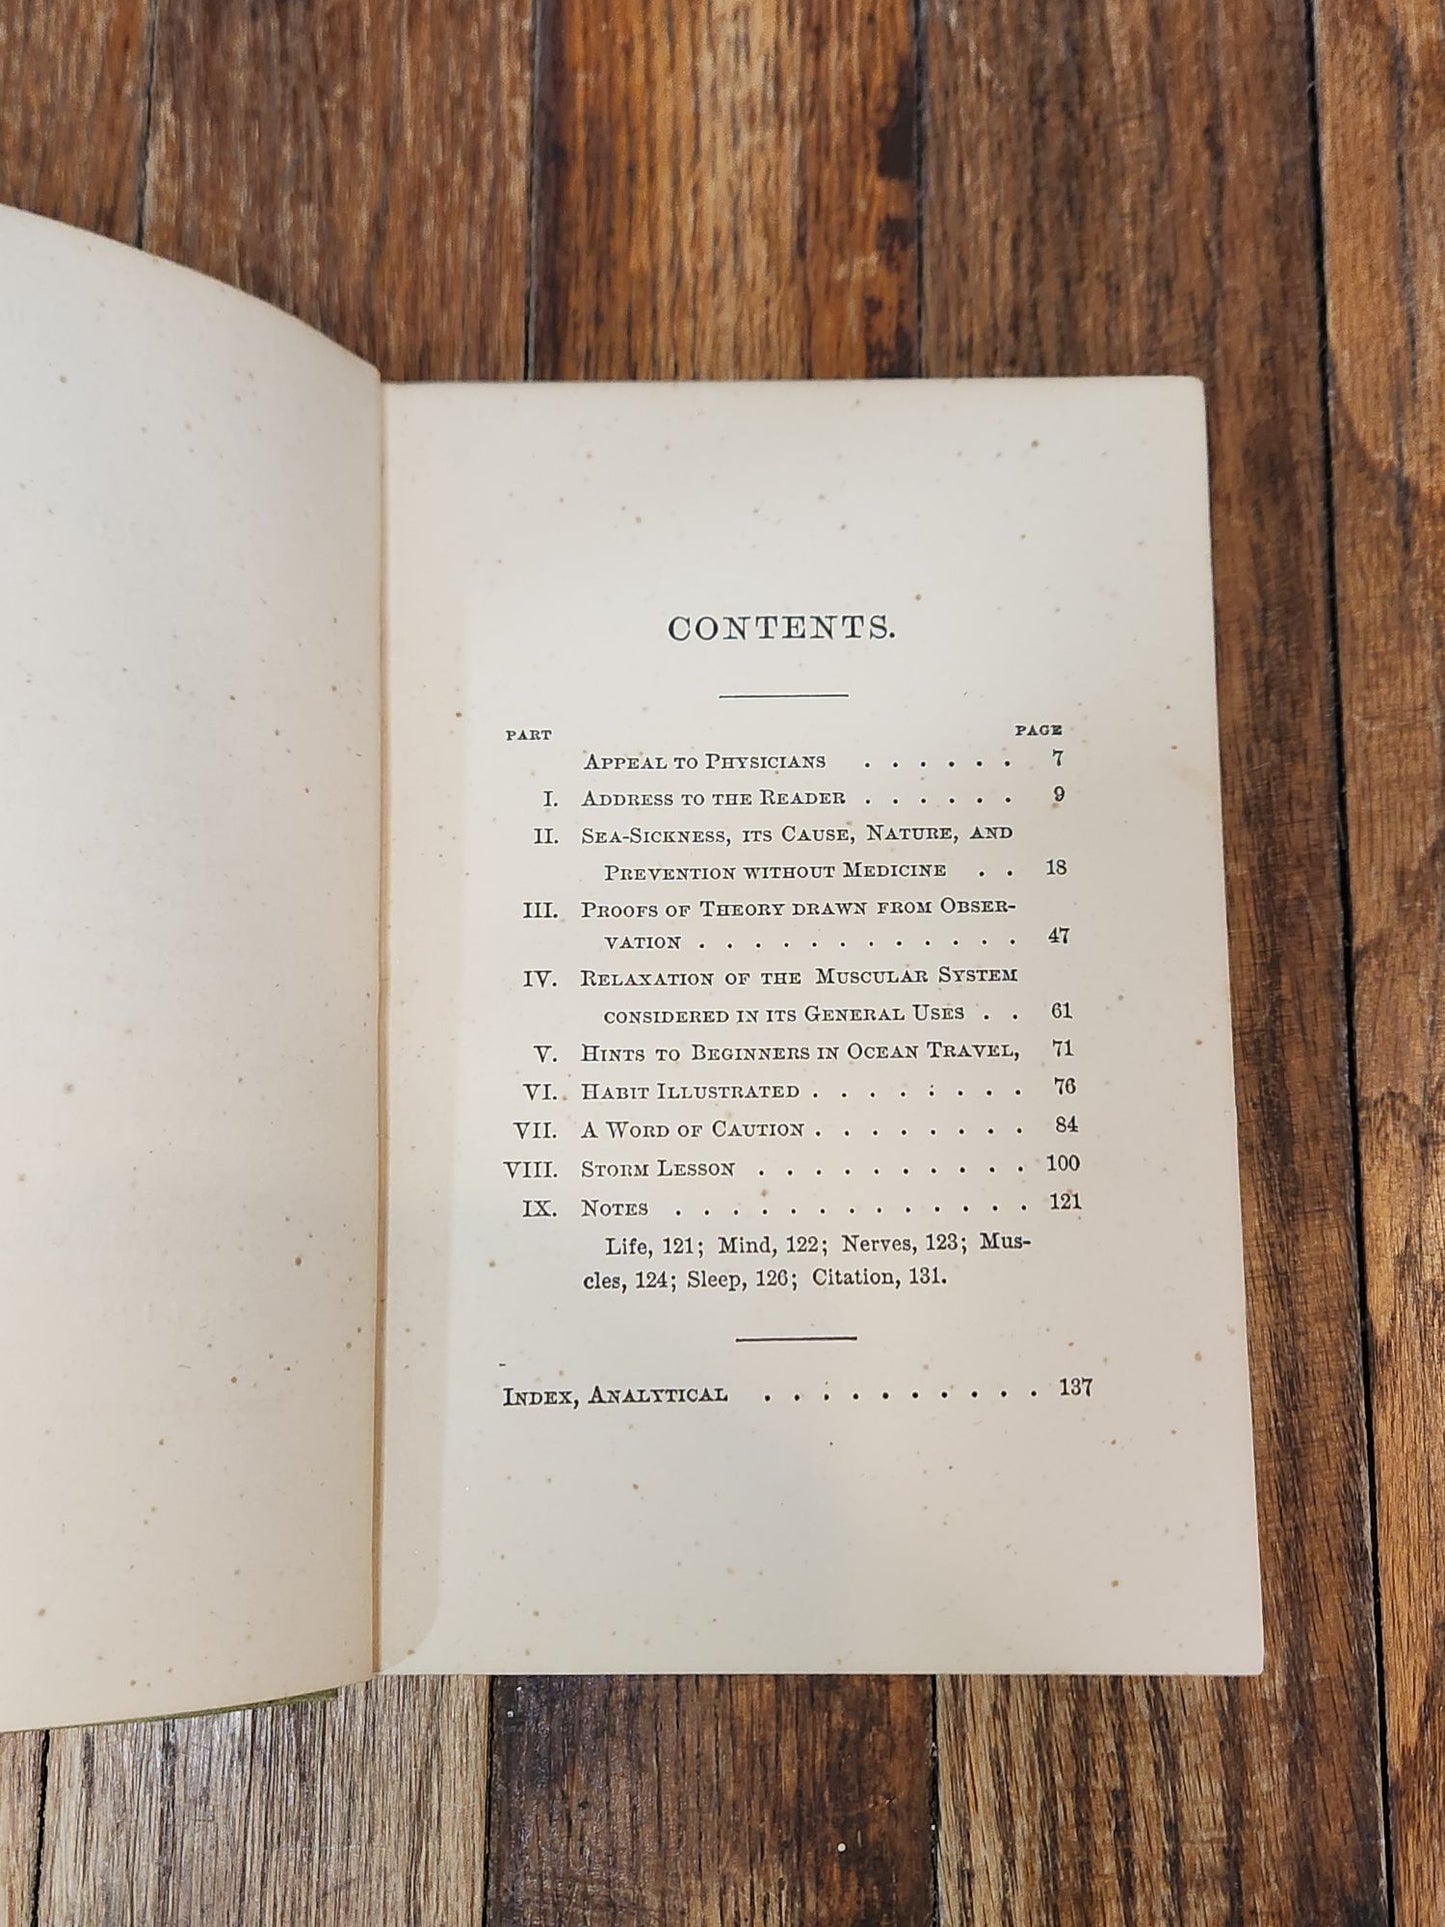 CONTENTS.
PART PAGE
APPEAL TO PHYSICIANS . . . . . . 7
I. ADDRESS TO THE READER . . . . . . 9
II. SEA-SICKNESS, ITS CAUSE, NATURE, AND
PREVENTION WITHOUT MEDICINE . . 18
III. PROOFS OF THEORY DRAWN FROM OBSER-
VATION . . . . . . . . . . . . 47
IV. RELAXATION OF THE MUSCULAR SYSTEM
CONSIDERED IN ITS GENERAL USES . . 61
V. HINTS TO BEGINNERS IN OCEAN TRAVEL, 71
VI. HABIT ILLUSTRATED . . . . . . . . 76
VII. A WORD OF CAUTION . . . . . . . . 84
VIII. STORM LESSON . . . . . . . . . . 100
IX. NOTES . . . . . . . . . . . . . 121
Life, 121; Mind, 122; Nerves, 123; Mus-
cles, 124; Sleep, 126; Citation, 131.
INDEX, ANALYTICAL . . . . . . . . . . 137